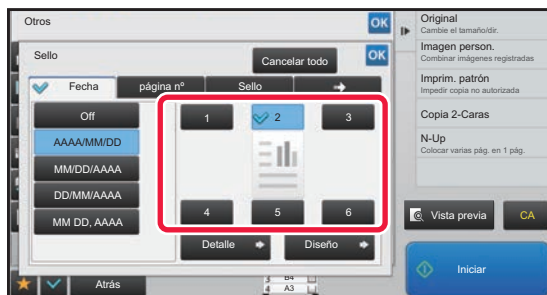 Otros
OK
Sello
Cancelar todo
OK
Fecha
página nº
Sello
Off
AAAA/MM/DD
MM/DD/AAAA
DD/MM/AAAA
MM DD, AAAA
1
2
3
4
5
6
Detalle
Diseño
Atrás
B4
4 A3
Original
Cambie el tamaño/dir.
Imagen person.
Combinar imágenes registradas
Imprim. patrón
Impedir copia no autorizada
Copia 2-Caras
N-Up
Colocar varias pág. en 1 pág.
Vista previa
CA
Iniciar